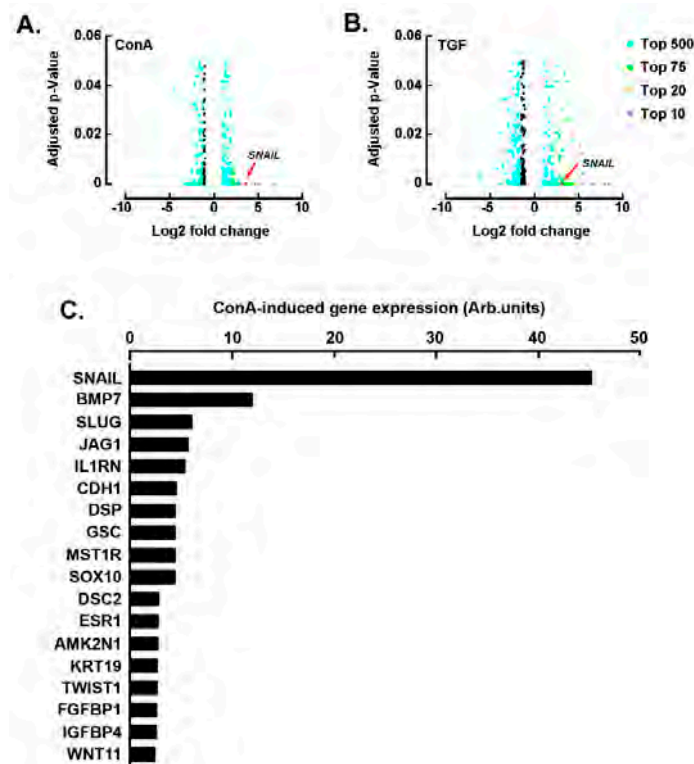 A.
ConA
Adjusted p-Value
0.06
0.04
0.02
0
SNAIL
-10 -5 0 5 10
Log2 fold change
B.
TGF
Adjusted p-Value
0.06
0.04
0.02
0
SNAIL
-10 -5 0 5 10
Log2 fold change
Top 500
Top 75
Top 20
Top 10
C.
ConA-induced gene expression (Arb.units)
0 10 20 30 40 50
SNAIL
BMP7
SLUG
JAG1
IL1RN
CDH1
DSP
GSC
MST1R
SOX10
DSC2
ESR1
AMK2N1
KRT19
TWIST1
FGFBP1
IGFBP4
WNT11